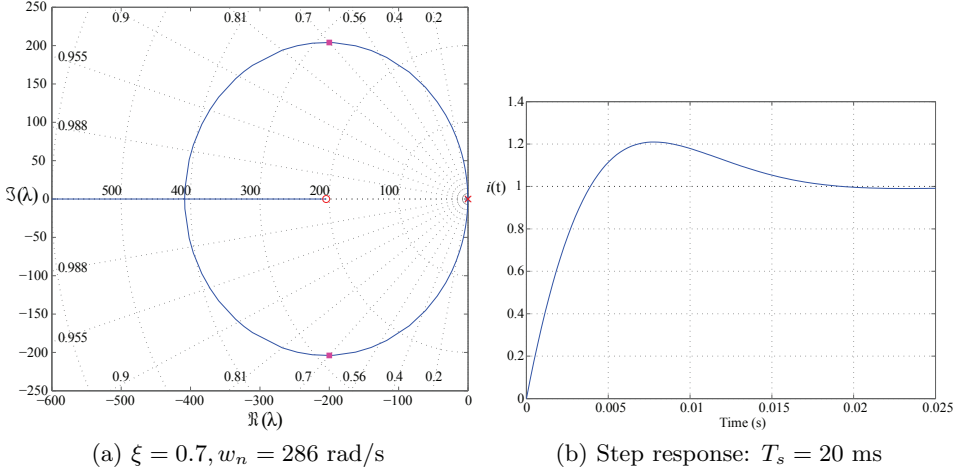 0.9 0.81 0.7 0.56 0.4 0.2
250
200
0.955
150
100
0.988
50
500 400 300 200 100
ℑ(λ) 0
−50
0.988
−100
−150
0.955
−200
0.9 0.81 0.7 0.56 0.4 0.2
−250
−600 −500 −400 −300 −200 −100 0
ℜ(λ)
(a) ξ = 0.7, w_n = 286 rad/s
1.4
1.2
i(t) 1
0.8
0.6
0.4
0.2
0
0 0.005 0.01 0.015 0.02 0.025
Time (s)
(b) Step response: T_s = 20 ms